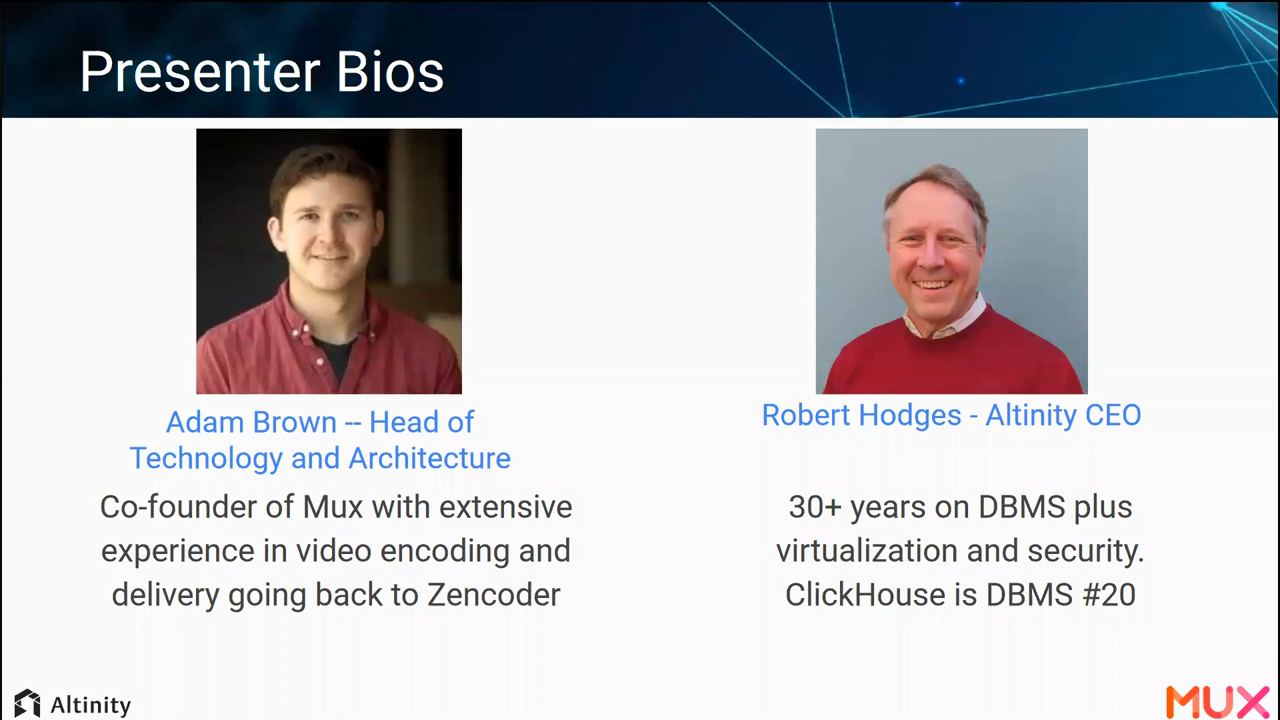 Presenter Bios
Adam Brown -- Head of
Technology and Architecture
Co-founder of Mux with extensive
experience in video encoding and
delivery going back to Zencoder
Robert Hodges - Altinity CEO
30+ years on DBMS plus
virtualization and security.
ClickHouse is DBMS #20
Altinity
MUX